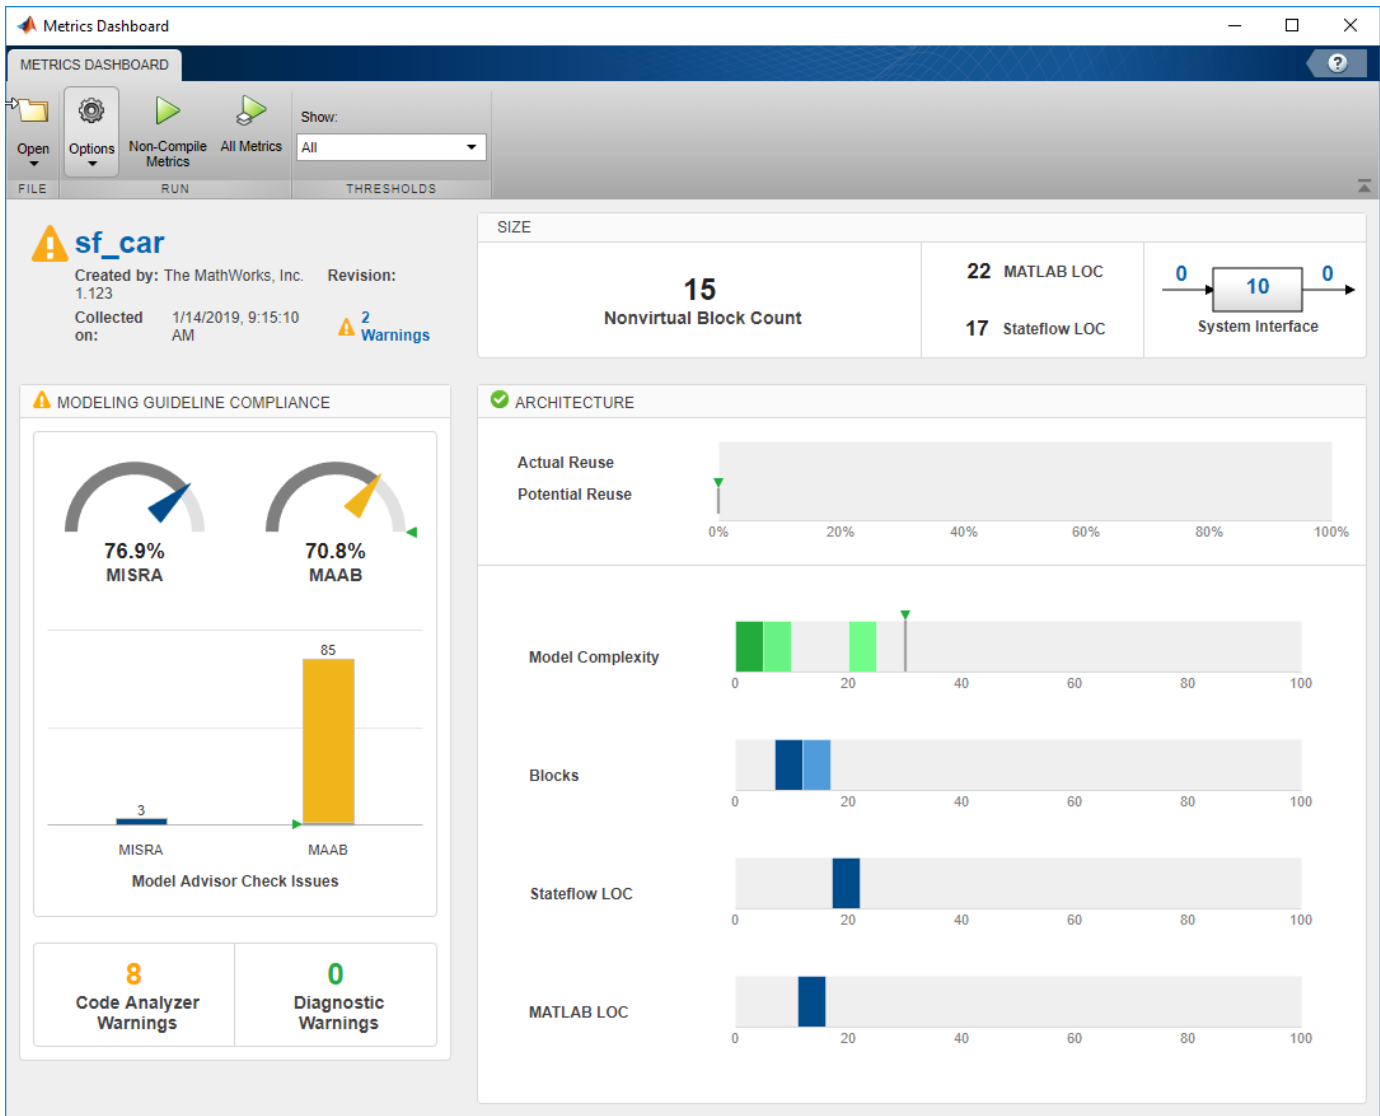 Metrics Dashboard
METRICS DASHBOARD
?
Open
Options
Non-Compile
Metrics
All Metrics
Show:
All
FILE
RUN
THRESHOLDS
sf_car
Created by: The MathWorks, Inc. Revision:
1.123
Collected 1/14/2019, 9:15:10 2
on: AM Warnings
SIZE
15
Nonvirtual Block Count
22 MATLAB LOC
17 Stateflow LOC
0 10 0
System Interface
MODELING GUIDELINE COMPLIANCE
76.9%
MISRA
70.8%
MAAB
85
3
MISRA MAAB
Model Advisor Check Issues
8
Code Analyzer
Warnings
0
Diagnostic
Warnings
ARCHITECTURE
Actual Reuse
Potential Reuse
0% 20% 40% 60% 80% 100%
Model Complexity
0 20 40 60 80 100
Blocks
0 20 40 60 80 100
Stateflow LOC
0 20 40 60 80 100
MATLAB LOC
0 20 40 60 80 100